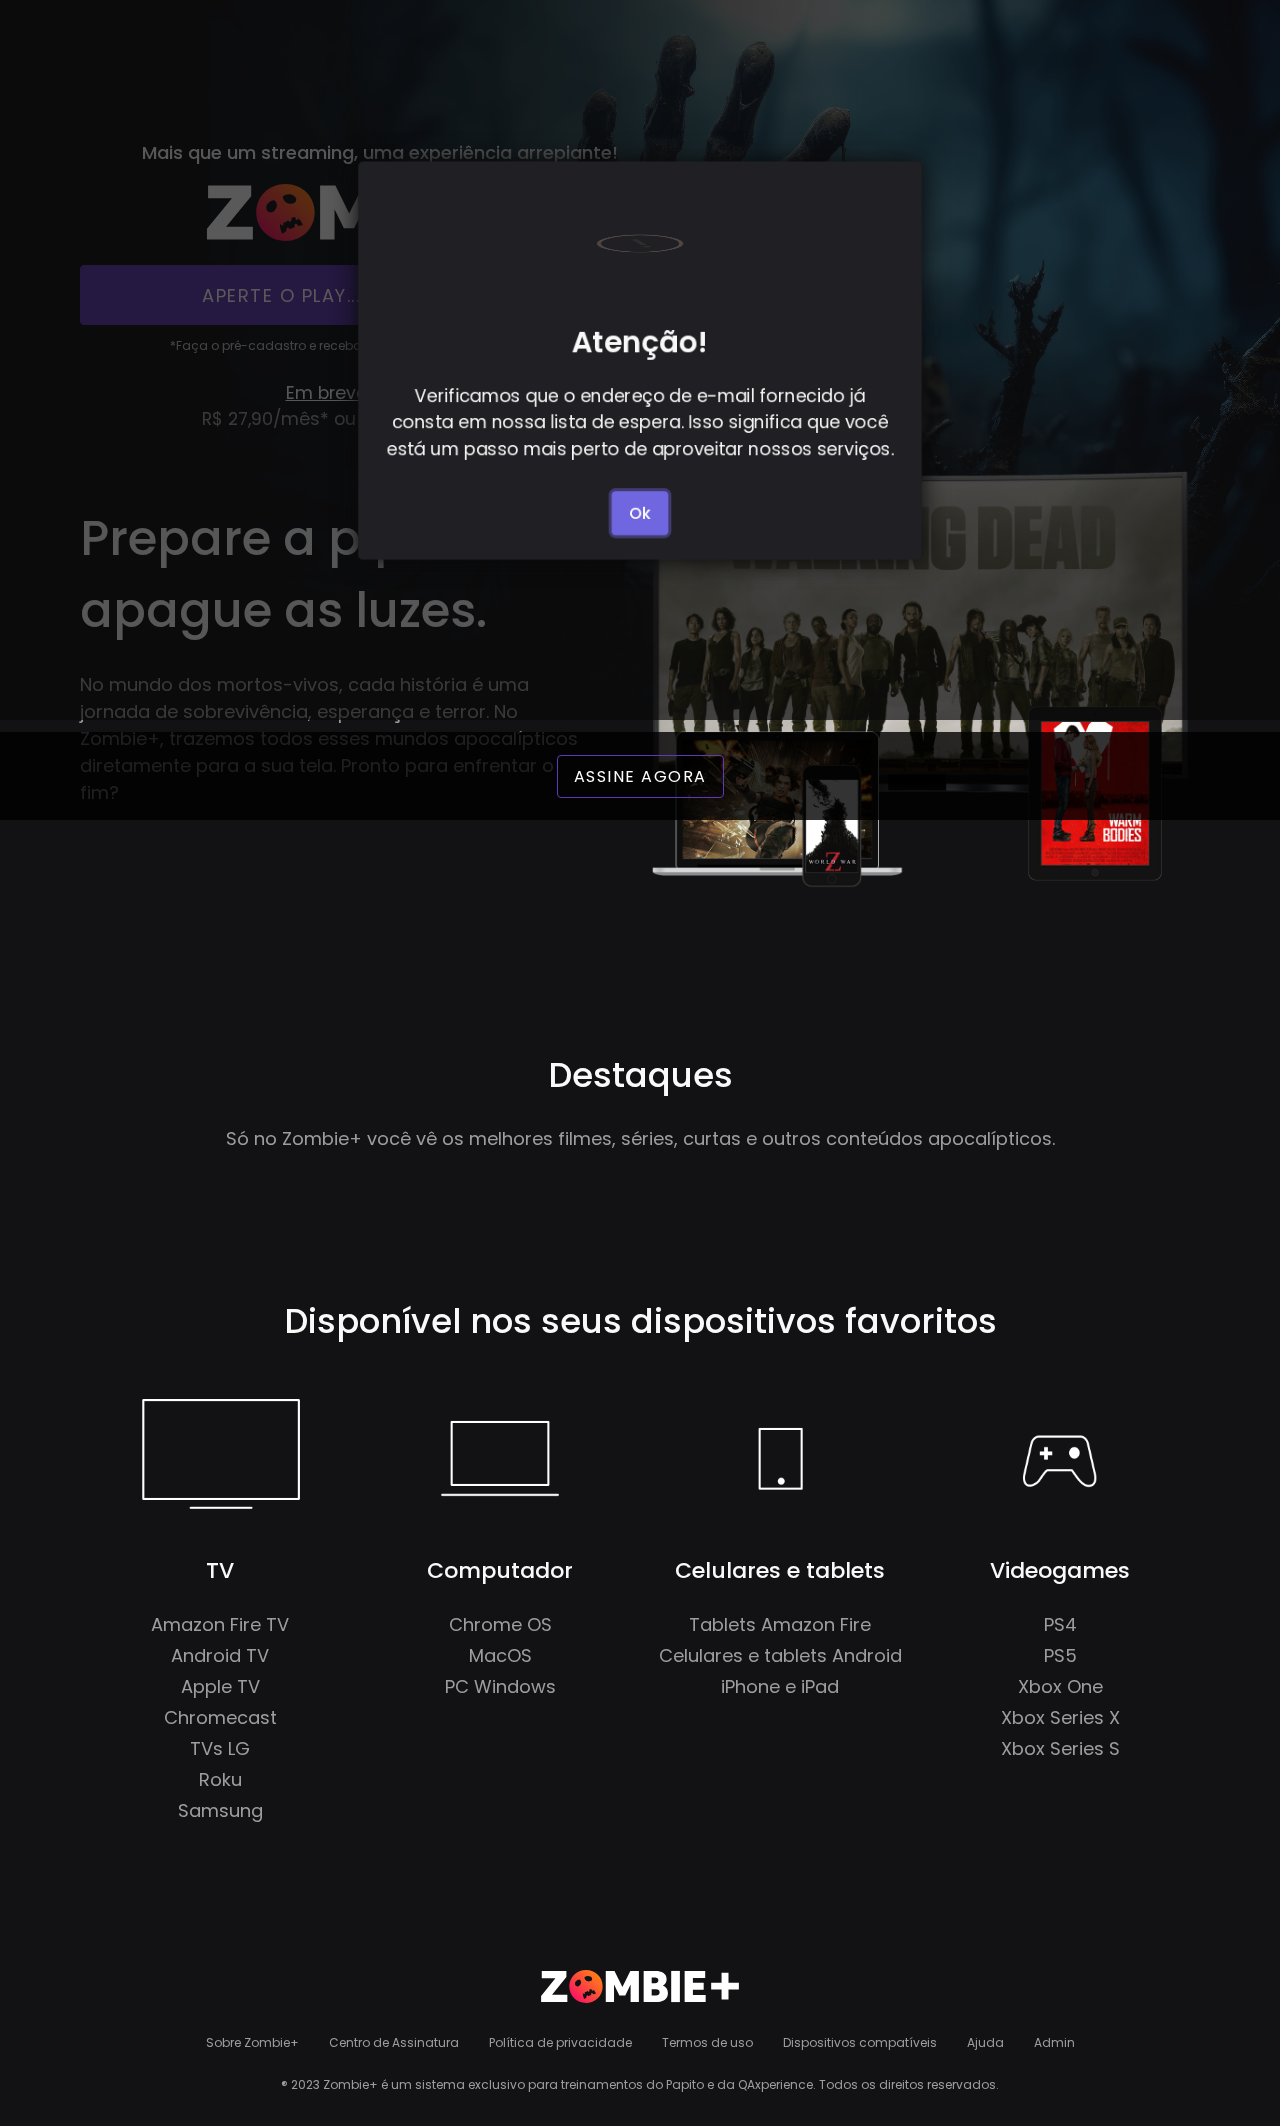 Mais que um streaming, uma experiência arrepiante!
ZOM
APERTE O PLAY...
*Faça o pré-cadastro e receba
Em breve
R$ 27,90/mês* ou
Atenção!
Verificamos que o endereço de e-mail fornecido já
consta em nossa lista de espera. Isso significa que você
está um passo mais perto de aproveitar nossos serviços.
Ok
WALKING DEAD
Prepare a p
apague as luzes.
No mundo dos mortos-vivos, cada história é uma
jornada de sobrevivência, esperança e terror. No
Zombie+, trazemos todos esses mundos apocalípticos
diretamente para a sua tela. Pronto para enfrentar o
fim?
ASSINE AGORA
WORLD WAR
Z
WARM
BODIES
Destaques
Só no Zombie+ você vê os melhores filmes, séries, curtas e outros conteúdos apocalípticos.
Disponível nos seus dispositivos favoritos
TV
Amazon Fire TV
Android TV
Apple TV
Chromecast
TVs LG
Roku
Samsung
Computador
Chrome OS
MacOS
PC Windows
Celulares e tablets
Tablets Amazon Fire
Celulares e tablets Android
iPhone e iPad
Videogames
PS4
PS5
Xbox One
Xbox Series X
Xbox Series S
ZOMBIE+
Sobre Zombie+ Centro de Assinatura Política de privacidade Termos de uso Dispositivos compatíveis Ajuda Admin
® 2023 Zombie+ é um sistema exclusivo para treinamentos do Papito e da QAxperience. Todos os direitos reservados.